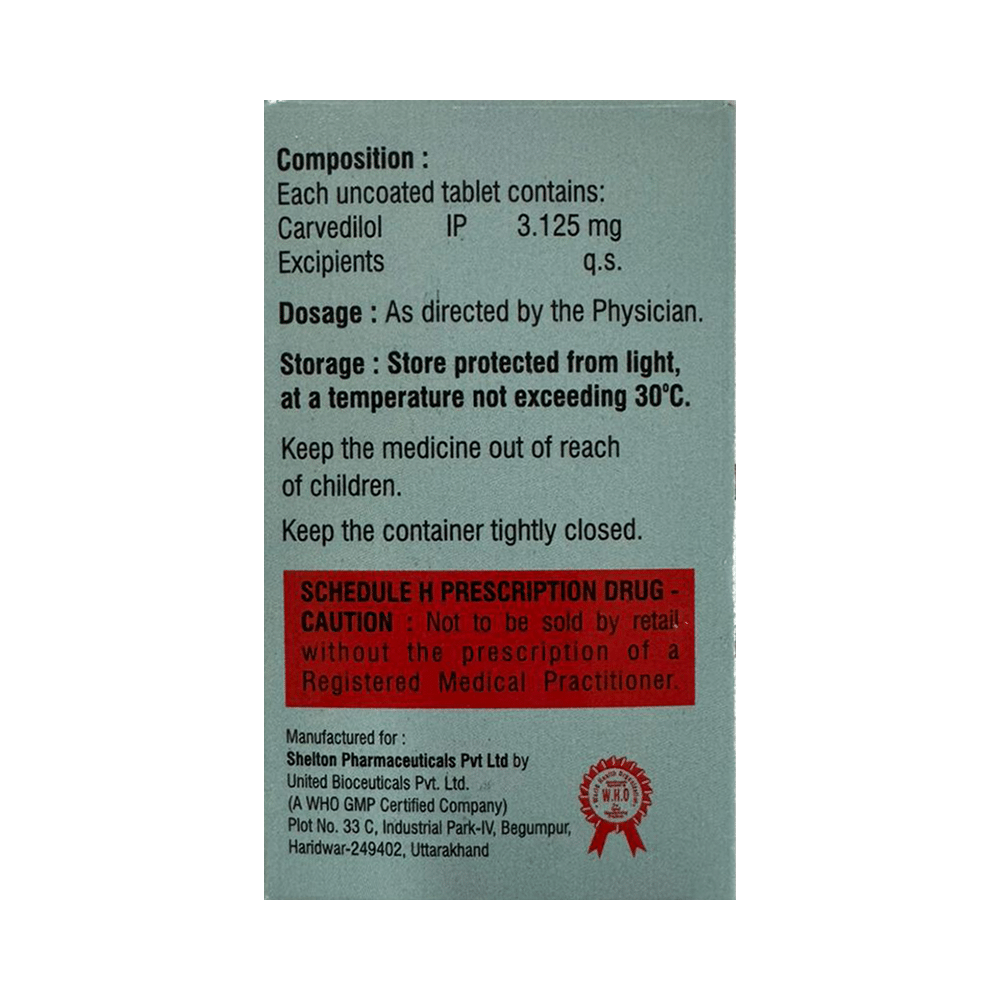 Composition :
Each uncoated tablet contains:
Carvedilol IP 3.125 mg
Excipients q.s.
Dosage : As directed by the Physician.
Storage : Store protected from light,
at a temperature not exceeding 30°C.
Keep the medicine out of reach
of children.
Keep the container tightly closed.
SCHEDULE H PRESCRIPTION DRUG -
CAUTION : Not to be sold by retail
without the prescription of a
Registered Medical Practitioner.
Manufactured for :
Shelton Pharmaceuticals Pvt Ltd by
United Bioceuticals Pvt. Ltd.
(A WHO GMP Certified Company)
Plot No. 33 C, Industrial Park-IV, Begumpur,
Haridwar-249402, Uttarakhand
World Health Organization
W.H.O